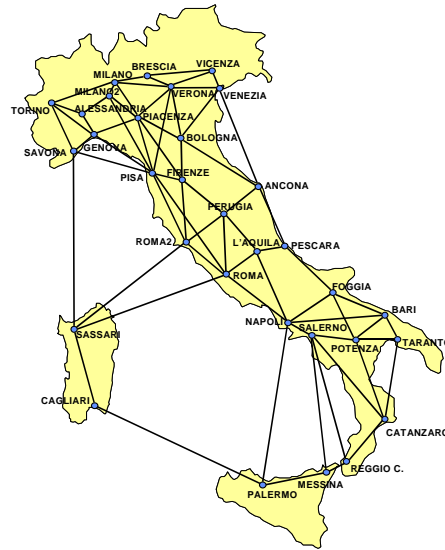 VICENZA
BRESCIA
MILANO
MILANO2
VERONA
VENEZIA
TORINO
ALESSANDRIA
PIACENZA
BOLOGNA
GENOVA
SAVONA
PISA
FIRENZE
ANCONA
PERUGIA
ROMA2
L'AQUILA
PESCARA
ROMA
FOGGIA
NAPOLI
BARI
SALERNO
SASSARI
POTENZA
TARANTO
CAGLIARI
CATANZARO
REGGIO C.
MESSINA
PALERMO